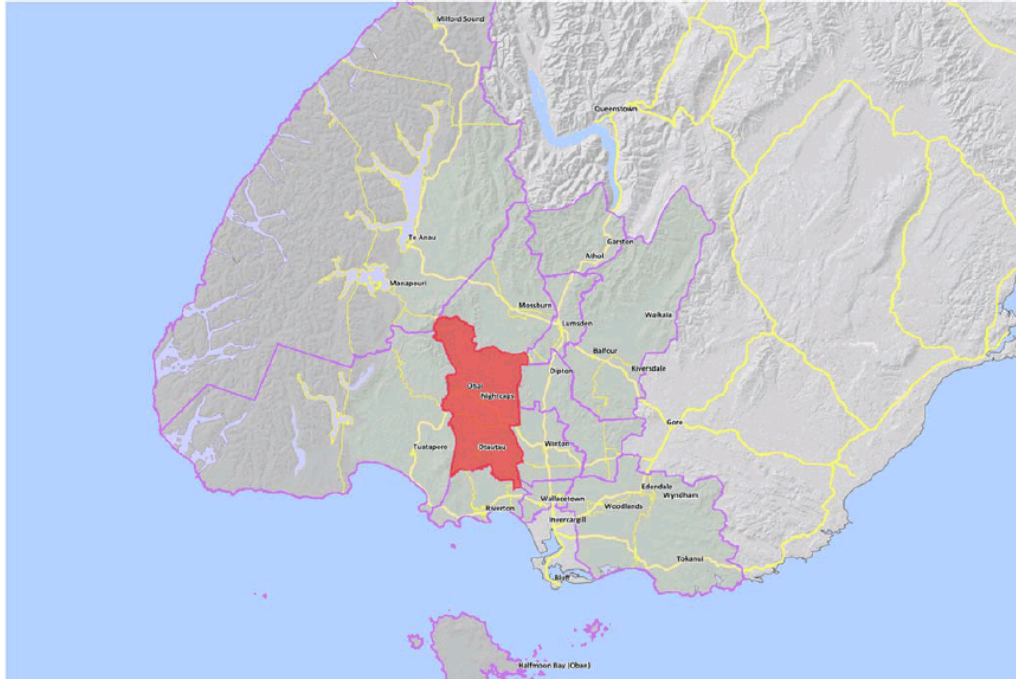 Milford Sound
Queenstown
Te Anau
Garston
Athol
Manapouri
Mossburn
Waikaia
Lumsden
Balfour
Riversdale
Dipton
Ohai
Nightcaps
Gore
Tuatapere
Otautau
Winton
Edendale
Wyndham
Wallacetown
Woodlands
Riverton
Invercargill
Tokanui
Bluff
Halfmoon Bay (Oban)